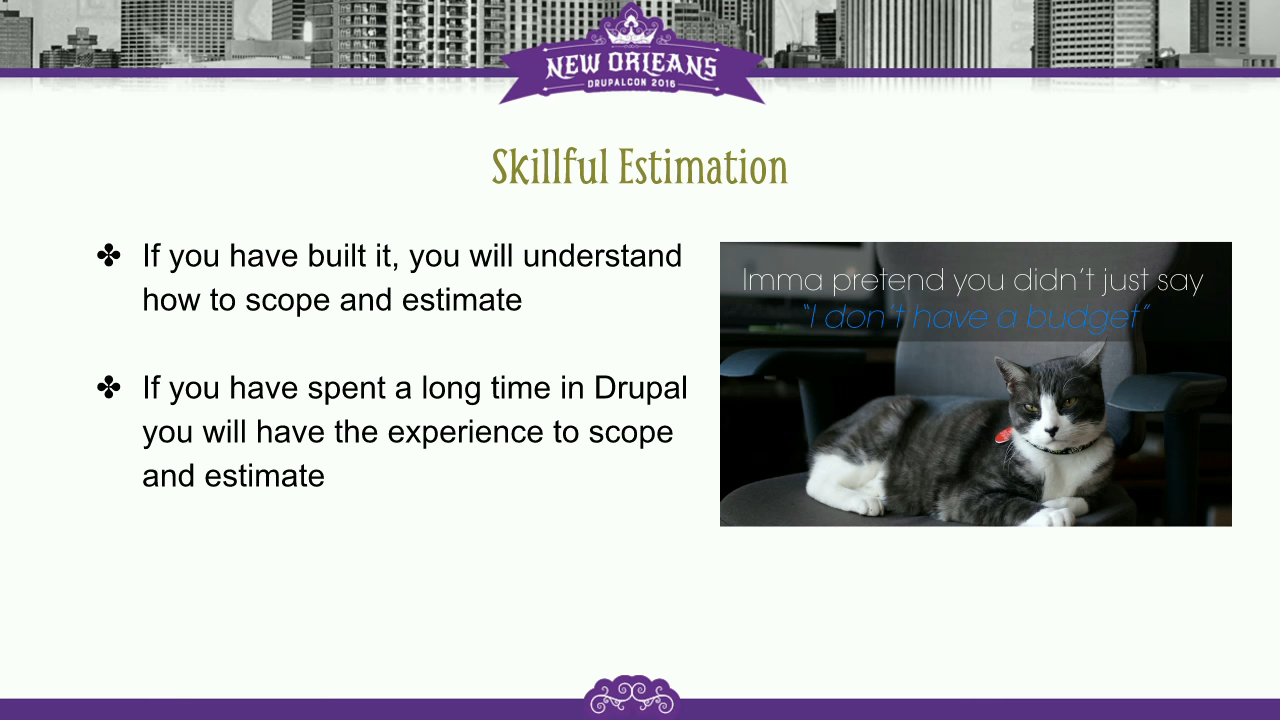 NEW ORLEANS
DRUPALCON 2016
Skillful Estimation
If you have built it, you will understand
how to scope and estimate
If you have spent a long time in Drupal
you will have the experience to scope
and estimate
Imma pretend you didn't just say
"I don't have a budget"